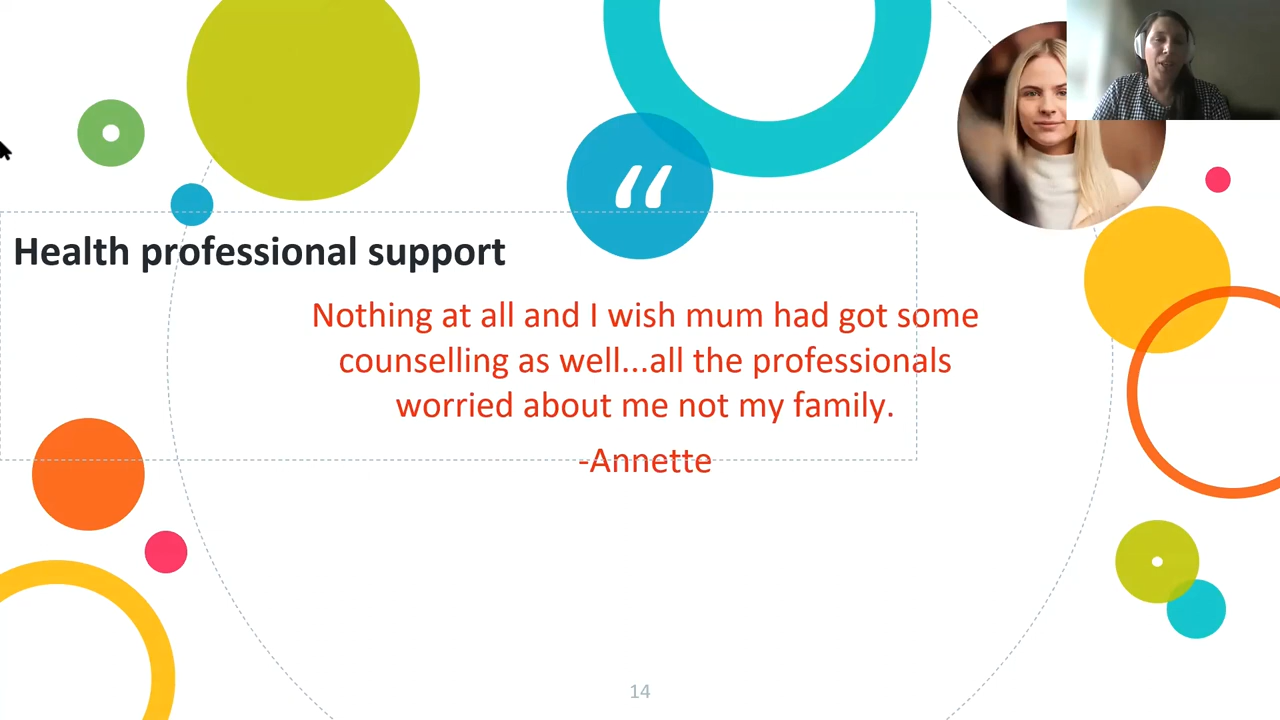 “
Health professional support
Nothing at all and I wish mum had got some
counselling as well...all the professionals
worried about me not my family.
-Annette
14